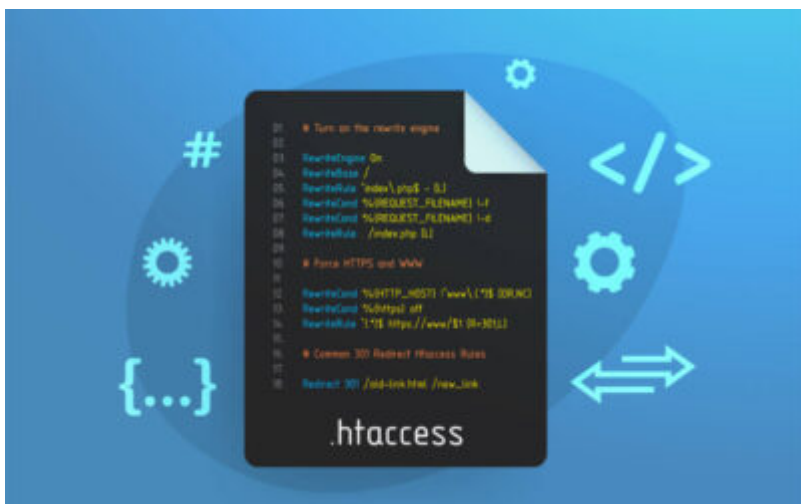 #
</>
{...}
01. # Turn on the rewrite engine
02.
03. RewriteEngine On
04. RewriteBase /
05. RewriteRule ^index\.php$ - [L]
06 RewriteCond %{REQUEST_FILENAME} !-f
07 RewriteCond %{REQUEST_FILENAME} !-d
08 RewriteRule . /index.php [L]
09
10 # Force HTTPS and WWW
11
12 RewriteCond %{HTTP_HOST} !^www\.(.*)$ [OR,NC]
13 RewriteCond %{https} off
14 RewriteRule ^(.*)$ https://www/$1 [R=301,L]
15.
16. # Common 301 Redirect Htaccess Rules
17.
18 Redirect 301 /old-link.html /new_link
.htaccess